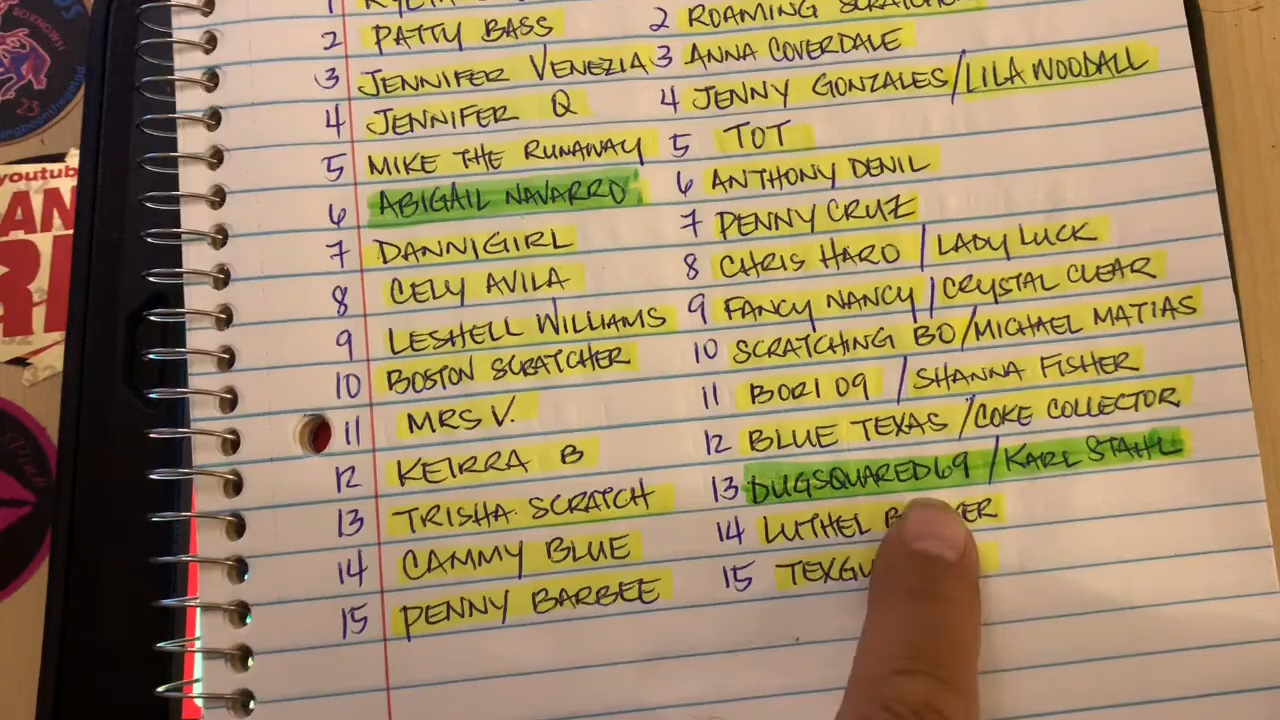 2 ROAMING
2 PATTY BASS
3 ANNA COVERDALE
3 JENNIFER VENEZIA
4 JENNY GONZALES/LILA WOODALL
4 JENNIFER Q
5 TOT
5 MIKE THE RUNAWAY
6 ANTHONY DENIL
6 ABIGAIL NAVARRO
7 PENNY CRUZ
7 DANNIGIRL
8 CHRIS HARO / LADY LUCK
8 CELY AVILA
9 FANCY NANCY / CRYSTAL CLEAR
9 LESHELL WILLIAMS
10 SCRATCHING BO/MICHAEL MATIAS
10 BOSTON SCRATCHER
11 BORI 09 / SHANNA FISHER
11 MRS V.
12 BLUE TEXAS / COKE COLLECTOR
12 KEIRRA B
13 DUGSQUARED69 / KARL STAHL
13 TRISHA SCRATCH
14 LUTHEL
14 CAMMY BLUE
15
15 PENNY BARBEE
youtube
23